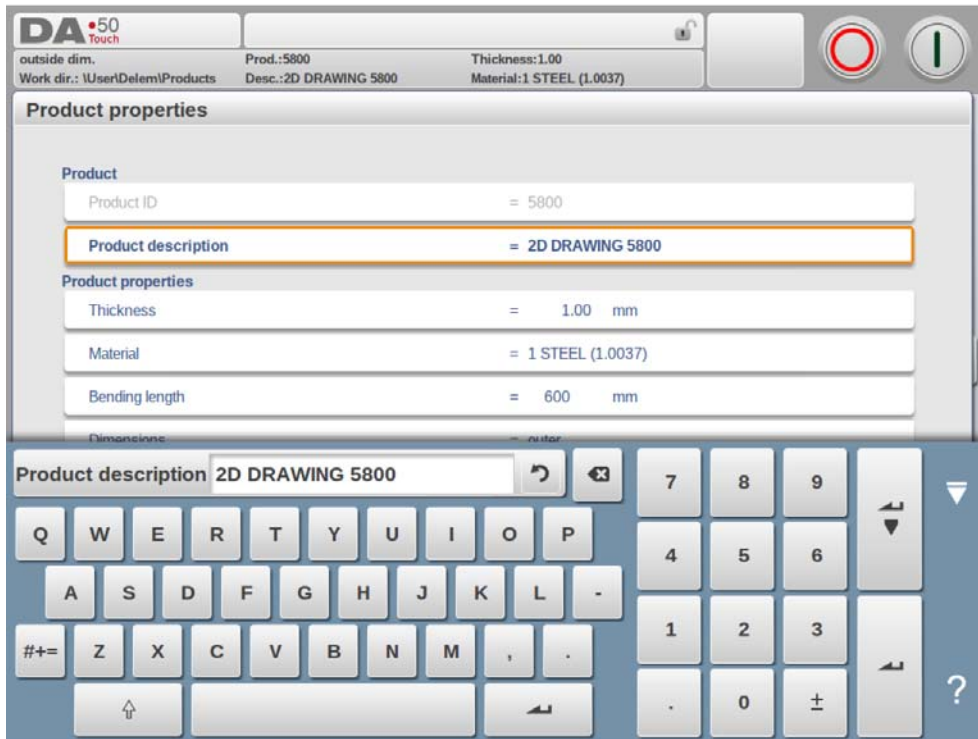 DA•50
Touch
outside dim. Prod.:5800 Thickness:1.00
Work dir.: \User\Delem\Products Desc.:2D DRAWING 5800 Material:1 STEEL (1.0037)
Product properties
Product
Product ID = 5800
Product description = 2D DRAWING 5800
Product properties
Thickness = 1.00 mm
Material = 1 STEEL (1.0037)
Bending length = 600 mm
Dimensions = outer
Product description 2D DRAWING 5800
7 8 9
Q W E R T Y U I O P
4 5 6
A S D F G H J K L -
1 2 3
#+= Z X C V B N M , .
. 0 ±
?